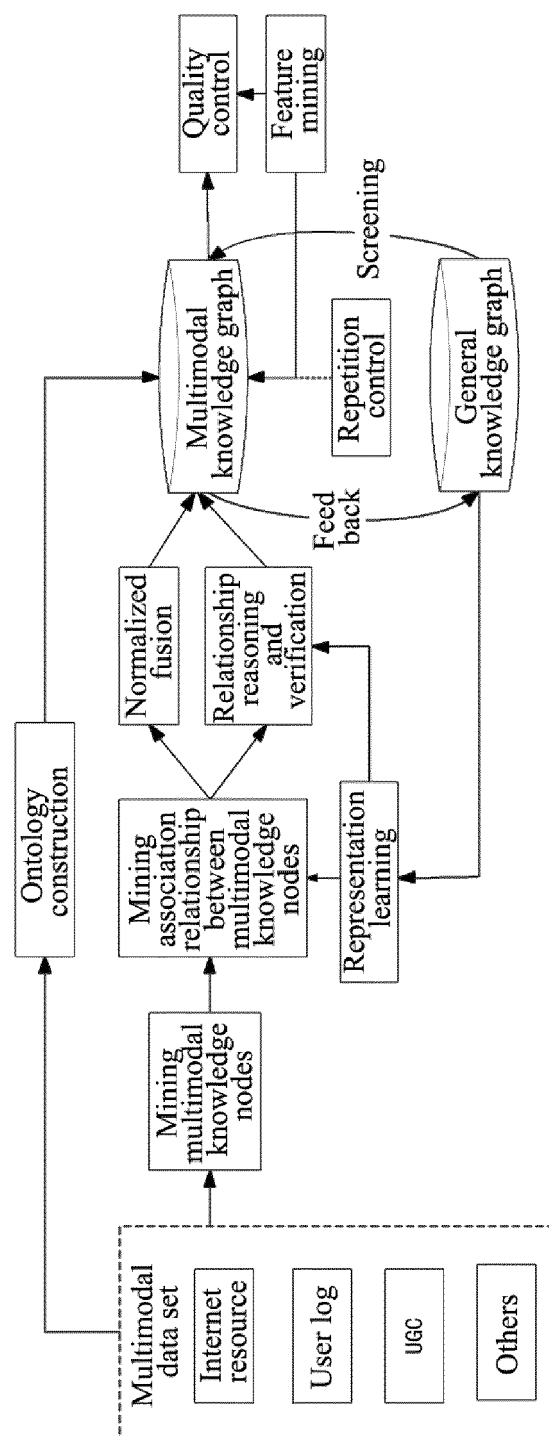 Multimodal
data set
Internet
resource
User log
UGC
Others
Ontology
construction
Mining
multimodal
knowledge
nodes
Mining
association
relationship
between
multimodal
knowledge
nodes
Representation
learning
Normalized
fusion
Relationship
reasoning
and
verification
Multimodal
knowledge graph
Feed
back
Screening
Repetition
control
General
knowledge graph
Quality
control
Feature
mining